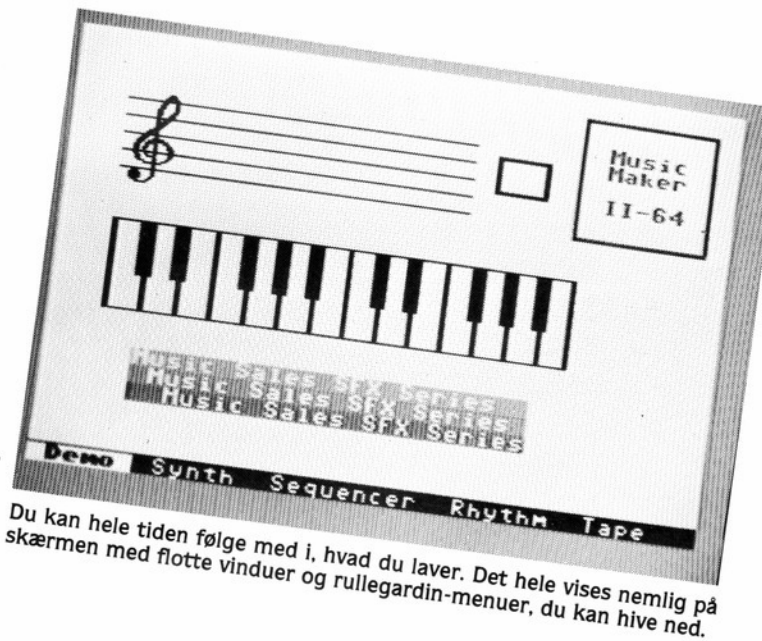 Music
Maker
II-64
Music Sales SFX Series
Music Sales SFX Series
Music Sales SFX Series
Demo Synth Sequencer Rhythm Tape
Du kan hele tiden følge med i, hvad du laver. Det hele vises nemlig på
skærmen med flotte vinduer og rullegardin-menuer, du kan hive ned.